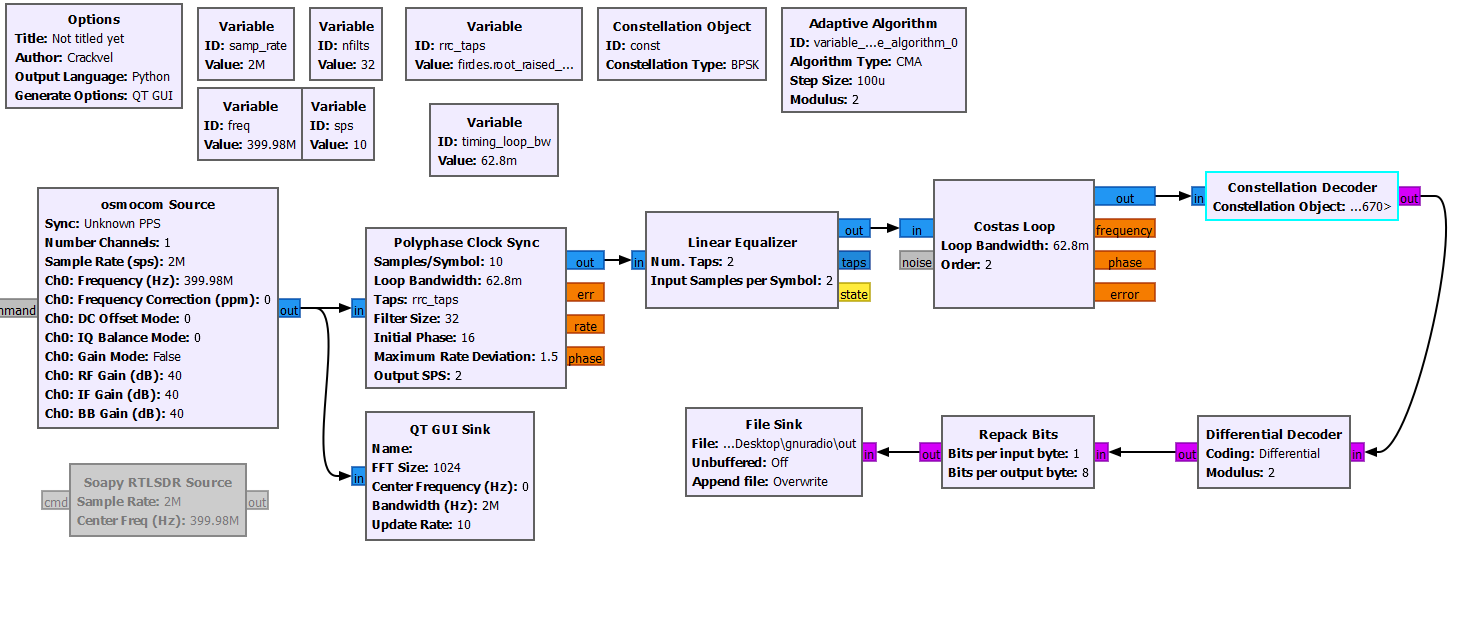 Options
Title: Not titled yet
Author: Crackvel
Output Language: Python
Generate Options: QT GUI
Variable
ID: samp_rate
Value: 2M
Variable
ID: nfilts
Value: 32
Variable
ID: rrc_taps
Value: firdes.root_raised_...
Constellation Object
ID: const
Constellation Type: BPSK
Adaptive Algorithm
ID: variable_...e_algorithm_0
Algorithm Type: CMA
Step Size: 100u
Modulus: 2
Variable
ID: freq
Value: 399.98M
Variable
ID: sps
Value: 10
Variable
ID: timing_loop_bw
Value: 62.8m
mmand
osmocom Source
Sync: Unknown PPS
Number Channels: 1
Sample Rate (sps): 2M
Ch0: Frequency (Hz): 399.98M
Ch0: Frequency Correction (ppm): 0
Ch0: DC Offset Mode: 0
Ch0: IQ Balance Mode: 0
Ch0: Gain Mode: False
Ch0: RF Gain (dB): 40
Ch0: IF Gain (dB): 40
Ch0: BB Gain (dB): 40
out
in
Polyphase Clock Sync
Samples/Symbol: 10
Loop Bandwidth: 62.8m
Taps: rrc_taps
Filter Size: 32
Initial Phase: 16
Maximum Rate Deviation: 1.5
Output SPS: 2
out
err
rate
phase
in
Linear Equalizer
Num. Taps: 2
Input Samples per Symbol: 2
out
taps
state
in
noise
Costas Loop
Loop Bandwidth: 62.8m
Order: 2
out
frequency
phase
error
in
Constellation Decoder
Constellation Object: ...670>
out
in
QT GUI Sink
Name:
FFT Size: 1024
Center Frequency (Hz): 0
Bandwidth (Hz): 2M
Update Rate: 10
File Sink
File: ...Desktop\gnuradio\out
Unbuffered: Off
Append file: Overwrite
in
out
Repack Bits
Bits per input byte: 1
Bits per output byte: 8
in
out
Differential Decoder
Coding: Differential
Modulus: 2
in
cmd
Soapy RTLSDR Source
Sample Rate: 2M
Center Freq (Hz): 399.98M
out